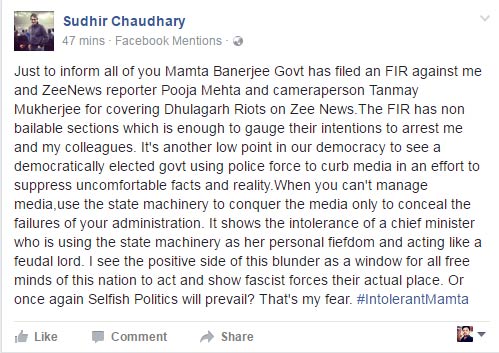 Sudhir Chaudhary
47 mins · Facebook Mentions ·
Just to inform all of you Mamta Banerjee Govt has filed an FIR against me
and ZeeNews reporter Pooja Mehta and cameraperson Tanmay
Mukherjee for covering Dhulagarh Riots on Zee News.The FIR has non
bailable sections which is enough to gauge their intentions to arrest me
and my colleagues. It's another low point in our democracy to see a
democratically elected govt using police force to curb media in an effort to
suppress uncomfortable facts and reality.When you can't manage
media,use the state machinery to conquer the media only to conceal the
failures of your administration. It shows the intolerance of a chief minister
who is using the state machinery as her personal fiefdom and acting like a
feudal lord. I see the positive side of this blunder as a window for all free
minds of this nation to act and show fascist forces their actual place. Or
once again Selfish Politics will prevail? That's my fear. #IntolerantMamta
Like Comment Share